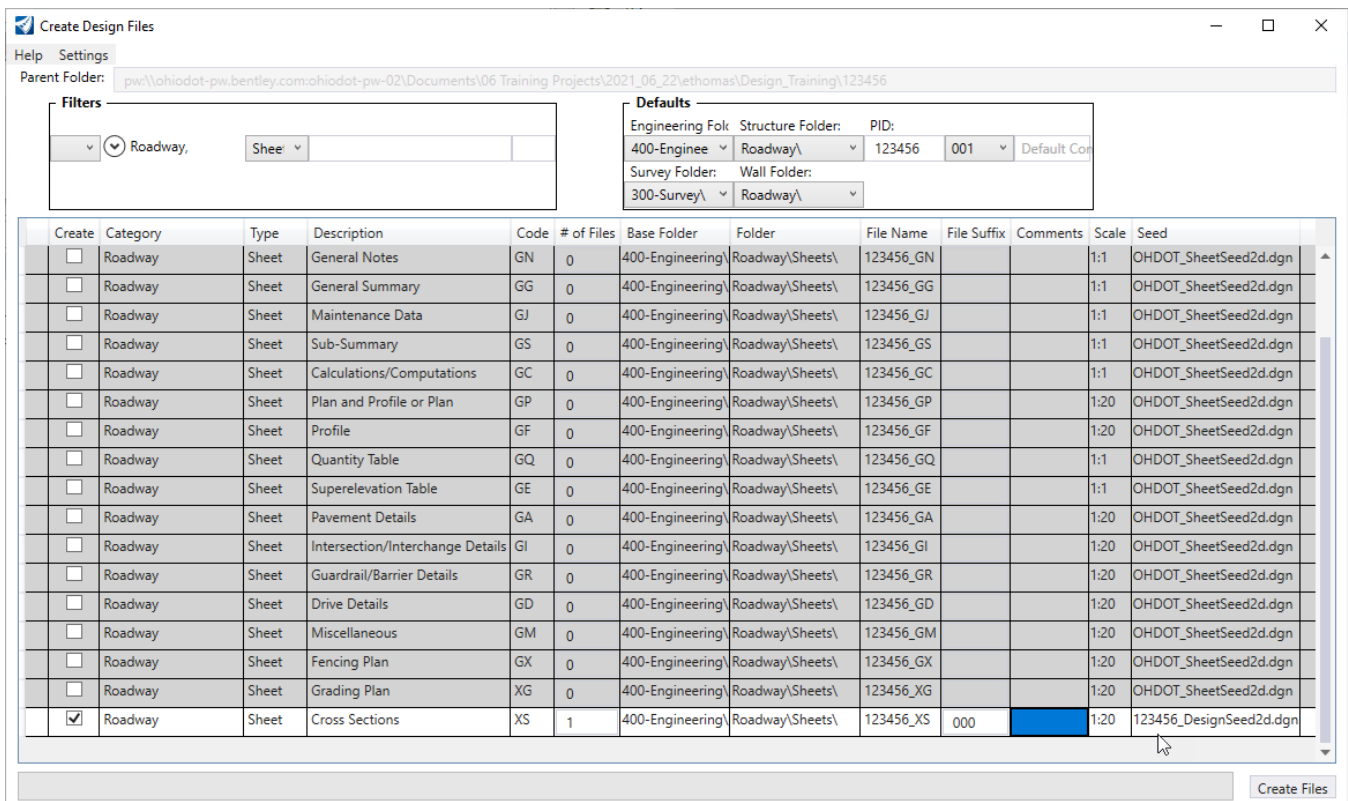 Create Design Files
Help Settings
Parent Folder: pw:\\ohiodot-pw.bentley.com:ohiodot-pw-02\Documents\06 Training Projects\2021_06_22\ethomas\Design_Training\123456
Filters
Roadway, Sheet
Defaults
Engineering Fold Structure Folder: PID:
400-Enginee Roadway\ 123456 001 Default Con
Survey Folder: Wall Folder:
300-Survey\ Roadway\
Create Category Type Description Code # of Files Base Folder Folder File Name File Suffix Comments Scale Seed
Roadway Sheet General Notes GN 0 400-Engineering\ Roadway\Sheets\ 123456_GN 1:1 OHDOT_SheetSeed2d.dgn
Roadway Sheet General Summary GG 0 400-Engineering\ Roadway\Sheets\ 123456_GG 1:1 OHDOT_SheetSeed2d.dgn
Roadway Sheet Maintenance Data GJ 0 400-Engineering\ Roadway\Sheets\ 123456_GJ 1:1 OHDOT_SheetSeed2d.dgn
Roadway Sheet Sub-Summary GS 0 400-Engineering\ Roadway\Sheets\ 123456_GS 1:1 OHDOT_SheetSeed2d.dgn
Roadway Sheet Calculations/Computations GC 0 400-Engineering\ Roadway\Sheets\ 123456_GC 1:1 OHDOT_SheetSeed2d.dgn
Roadway Sheet Plan and Profile or Plan GP 0 400-Engineering\ Roadway\Sheets\ 123456_GP 1:20 OHDOT_SheetSeed2d.dgn
Roadway Sheet Profile GF 0 400-Engineering\ Roadway\Sheets\ 123456_GF 1:20 OHDOT_SheetSeed2d.dgn
Roadway Sheet Quantity Table GQ 0 400-Engineering\ Roadway\Sheets\ 123456_GQ 1:1 OHDOT_SheetSeed2d.dgn
Roadway Sheet Superelevation Table GE 0 400-Engineering\ Roadway\Sheets\ 123456_GE 1:1 OHDOT_SheetSeed2d.dgn
Roadway Sheet Pavement Details GA 0 400-Engineering\ Roadway\Sheets\ 123456_GA 1:20 OHDOT_SheetSeed2d.dgn
Roadway Sheet Intersection/Interchange Details GI 0 400-Engineering\ Roadway\Sheets\ 123456_GI 1:20 OHDOT_SheetSeed2d.dgn
Roadway Sheet Guardrail/Barrier Details GR 0 400-Engineering\ Roadway\Sheets\ 123456_GR 1:20 OHDOT_SheetSeed2d.dgn
Roadway Sheet Drive Details GD 0 400-Engineering\ Roadway\Sheets\ 123456_GD 1:20 OHDOT_SheetSeed2d.dgn
Roadway Sheet Miscellaneous GM 0 400-Engineering\ Roadway\Sheets\ 123456_GM 1:20 OHDOT_SheetSeed2d.dgn
Roadway Sheet Fencing Plan GX 0 400-Engineering\ Roadway\Sheets\ 123456_GX 1:20 OHDOT_SheetSeed2d.dgn
Roadway Sheet Grading Plan XG 0 400-Engineering\ Roadway\Sheets\ 123456_XG 1:20 OHDOT_SheetSeed2d.dgn
Roadway Sheet Cross Sections XS 1 400-Engineering\ Roadway\Sheets\ 123456_XS 000 1:20 123456_DesignSeed2d.dgn
Create Files